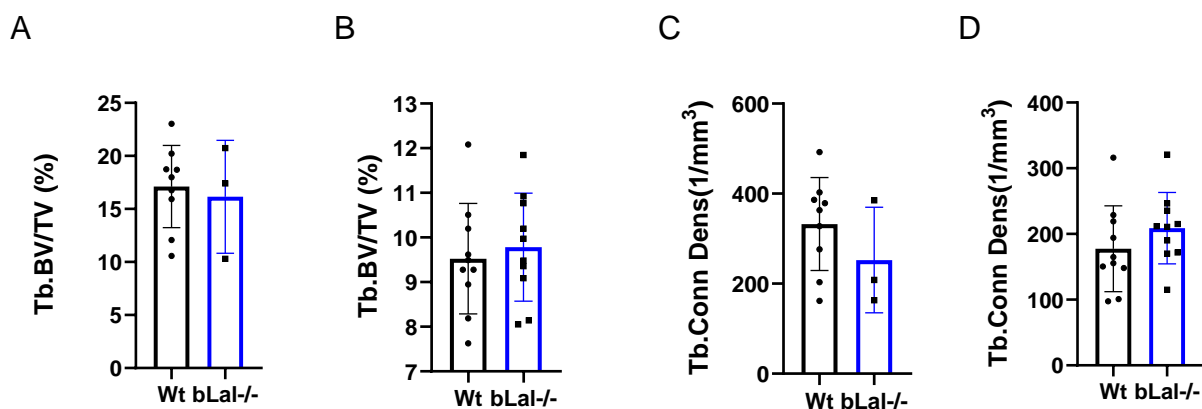 A
B
C
D
Tb.BV/TV (%)
25
20
15
10
5
0
Wt bLal-/-
Tb.BV/TV (%)
13
12
11
10
9
8
7
Wt bLal-/-
Tb.Conn Dens(1/mm³)
600
400
200
0
Wt bLal-/-
Tb.Conn Dens(1/mm³)
400
300
200
100
0
Wt bLal-/-